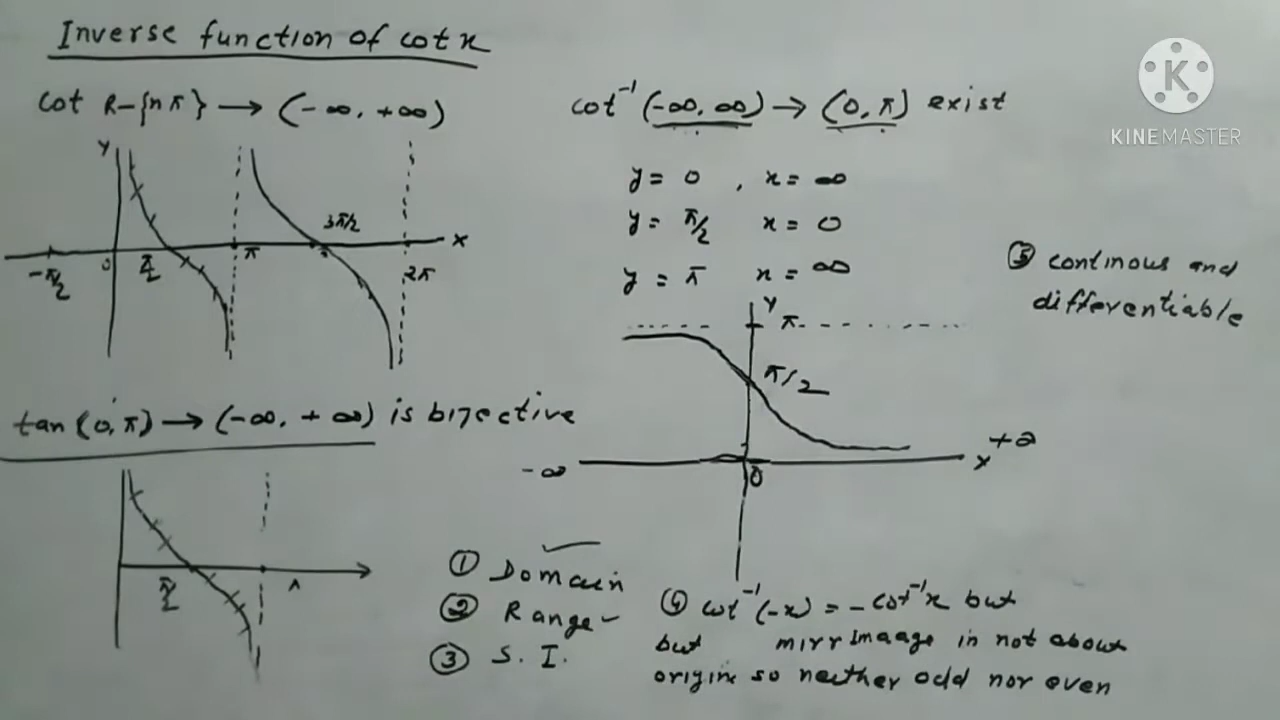 Inverse function of cot x
cot R-{nπ} → (-∞, +∞)
Y
3π/2
x
-π/2
0
π/2
π
2π
tan (0, π) → (-∞, +∞) is bijective
π/2
cot⁻¹ (-∞, ∞) → (0, π) exist
y = 0 , x = ∞
y = π/2 x = 0
y = π x = ∞
Y
π
π/2
-∞
0
x
① Domain
② Range
③ S. I.
④ cot⁻¹(-x) = -cot⁻¹x but
but mirr imaage in not about
origin so neither odd nor even
⑤ continous and
differentiable
K
KINEMASTER